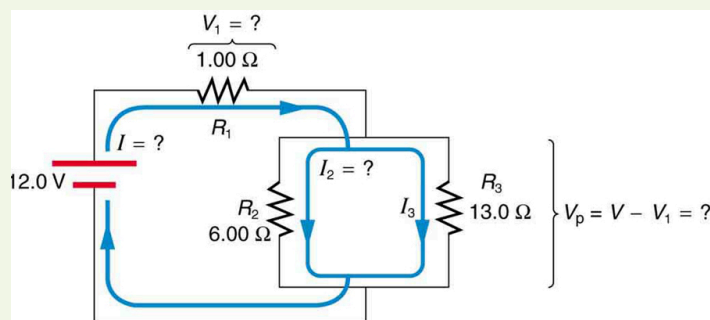 V₁ = ?
1.00 Ω
R₁
I = ?
12.0 V
I₂ = ?
R₂
6.00 Ω
I₃
R₃
13.0 Ω
Vₚ = V − V₁ = ?